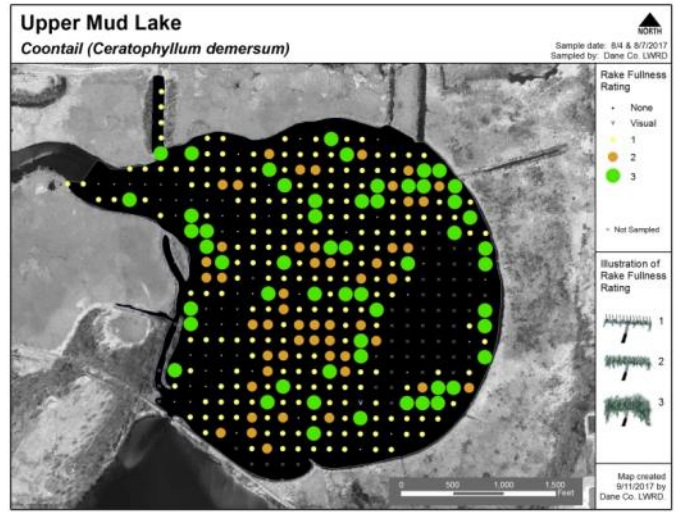 Upper Mud Lake
Coontail (Ceratophyllum demersum)
NORTH
Sample date: 8/4 & 8/7/2017
Sampled by: Dane Co. LWRD
Rake Fullness
Rating
None
Visual
1
2
3
Not Sampled
Illustration of
Rake Fullness
Rating
1
2
3
0 500 1,000 1,500
Feet
Map created
9/11/2017 by
Dane Co. LWRD.